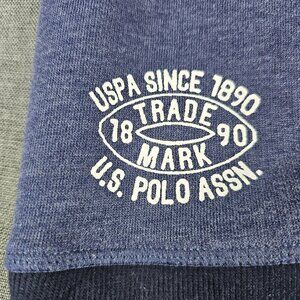 USPA SINCE 1890
TRADE
18 90
MARK
U.S. POLO ASSN.